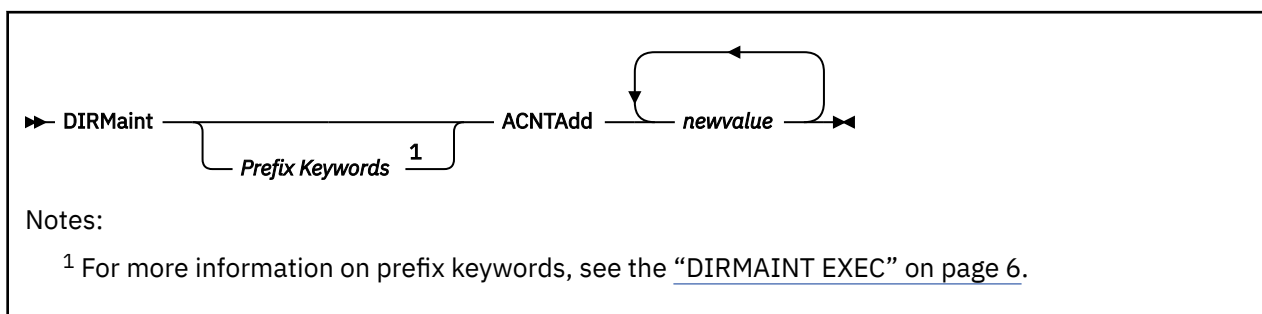 DIRMaint ACNTAdd newvalue
Prefix Keywords 1
Notes:
1 For more information on prefix keywords, see the “DIRMAINT EXEC” on page 6.